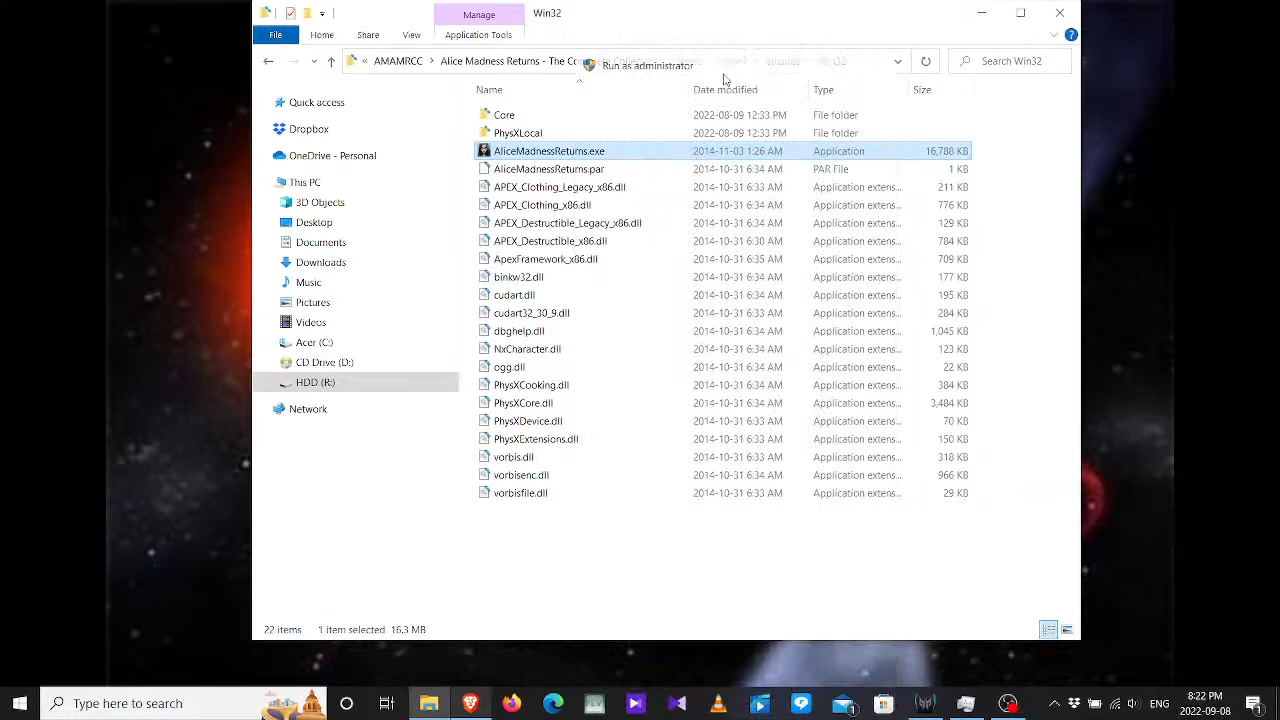 Manage
Win32
File
Home
Share
View
Application Tools
« AMAMRCC > Alice Madness Returns - The Complete Collec
Win32
Search Win32
Run as administrator
Name
Date modified
Type
Size
Quick access
Dropbox
OneDrive - Personal
This PC
3D Objects
Desktop
Documents
Downloads
Music
Pictures
Videos
Acer (C:)
CD Drive (D:)
HDD (R:)
Network
Core 2022-08-09 12:33 PM File folder
PhysXLocal 2022-08-09 12:33 PM File folder
AliceMadnessReturns.exe 2014-11-03 1:26 AM Application 16,788 KB
AliceMadnessReturns.par 2014-10-31 6:34 AM PAR File 1 KB
APEX_Clothing_Legacy_x86.dll 2014-10-31 6:33 AM Application extens... 211 KB
APEX_Clothing_x86.dll 2014-10-31 6:34 AM Application extens... 776 KB
APEX_Destructible_Legacy_x86.dll 2014-10-31 6:34 AM Application extens... 129 KB
APEX_Destructible_x86.dll 2014-10-31 6:30 AM Application extens... 784 KB
ApexFramework_x86.dll 2014-10-31 6:35 AM Application extens... 709 KB
binkw32.dll 2014-10-31 6:34 AM Application extens... 177 KB
cudart.dll 2014-10-31 6:34 AM Application extens... 195 KB
cudart32_30_9.dll 2014-10-31 6:33 AM Application extens... 284 KB
dbghelp.dll 2014-10-31 6:34 AM Application extens... 1,045 KB
NxCharacter.dll 2014-10-31 6:34 AM Application extens... 123 KB
ogg.dll 2014-10-31 6:34 AM Application extens... 22 KB
PhysXCooking.dll 2014-10-31 6:34 AM Application extens... 384 KB
PhysXCore.dll 2014-10-31 6:34 AM Application extens... 3,484 KB
PhysXDevice.dll 2014-10-31 6:33 AM Application extens... 70 KB
PhysXExtensions.dll 2014-10-31 6:33 AM Application extens... 150 KB
vorbis.dll 2014-10-31 6:33 AM Application extens... 318 KB
vorbisenc.dll 2014-10-31 6:34 AM Application extens... 966 KB
vorbisfile.dll 2014-10-31 6:33 AM Application extens... 29 KB
22 items 1 item selected 16.3 MB
Type here to search
ENG
8:22 PM
2022-09-08